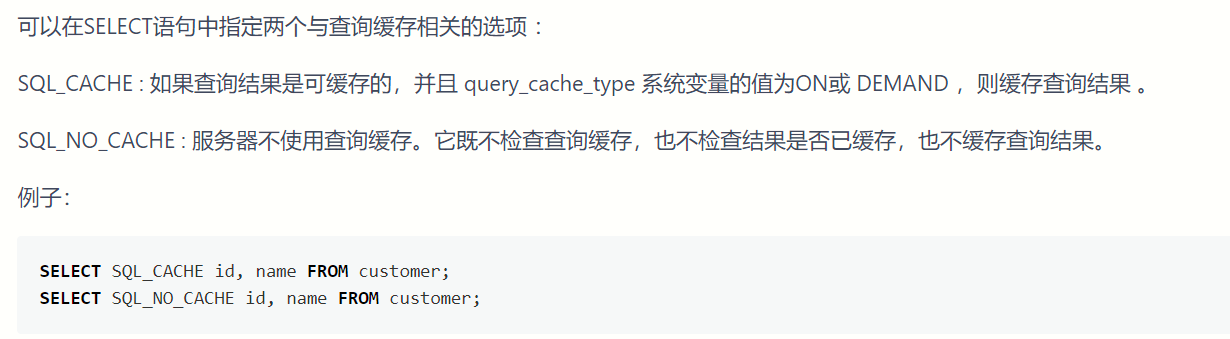 可以在SELECT语句中指定两个与查询缓存相关的选项：
SQL_CACHE : 如果查询结果是可缓存的，并且 query_cache_type 系统变量的值为ON或 DEMAND ，则缓存查询结果 。
SQL_NO_CACHE : 服务器不使用查询缓存。它既不检查查询缓存，也不检查结果是否已缓存，也不缓存查询结果。
例子：
SELECT SQL_CACHE id, name FROM customer;
SELECT SQL_NO_CACHE id, name FROM customer;